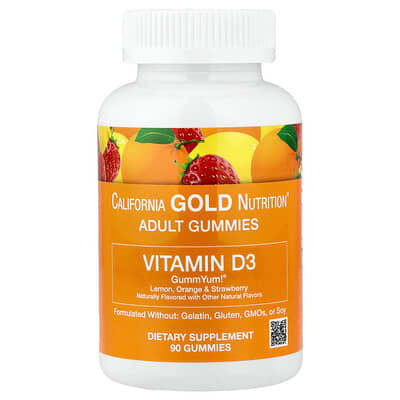 CALIFORNIA GOLD NUTRITION®
ADULT GUMMIES
VITAMIN D3
GummYum!®
Lemon, Orange & Strawberry
Naturally Flavored with Other Natural Flavors
Formulated Without: Gelatin, Gluten, GMOs, or Soy
DIETARY SUPPLEMENT
90 GUMMIES